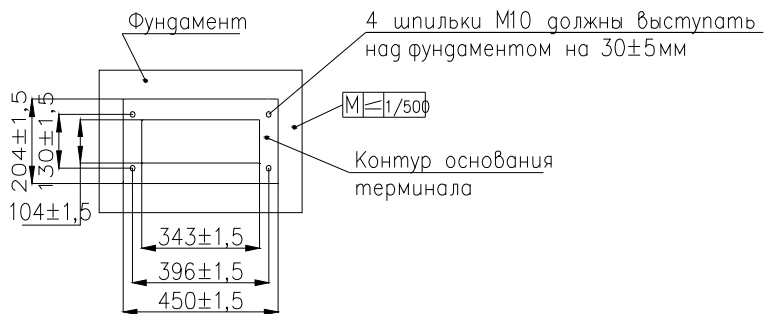 Фундамент
4 шпильки М10 должны выступать
над фундаментом на 30±5мм
М ≤ 1/500
204±1,5
130±1,5
104±1,5
Контур основания
терминала
343±1,5
396±1,5
450±1,5